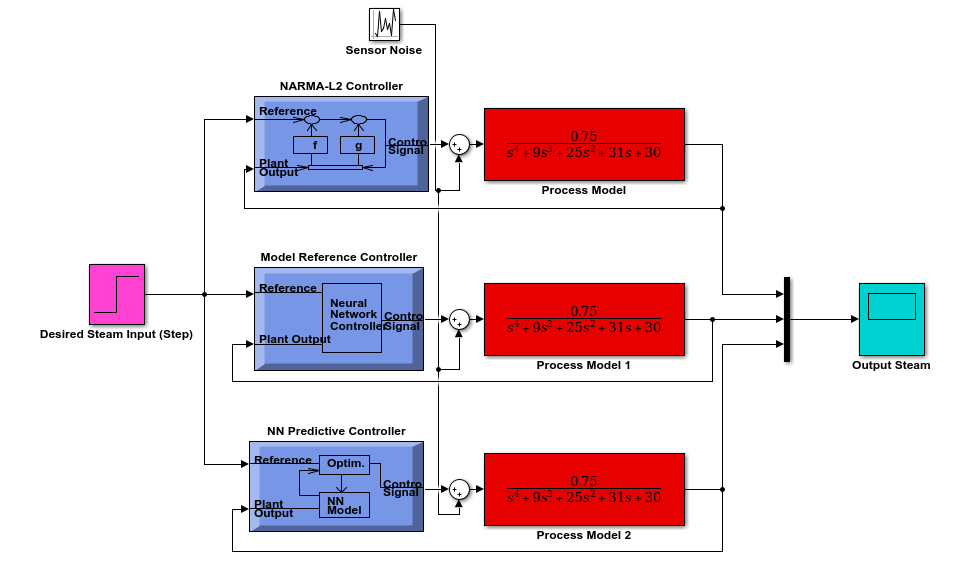 Sensor Noise
NARMA-L2 Controller
Reference
f
g
Plant
Output
Contro
Signal
+
+
0.75
s⁴ + 9s³ + 25s² + 31s + 30
Process Model
Desired Steam Input (Step)
Model Reference Controller
Reference
Plant Output
Neural
Network
Controller
Contro
Signal
+
+
0.75
s⁴ + 9s³ + 25s² + 31s + 30
Process Model 1
Output Steam
NN Predictive Controller
Reference
Optim.
NN
Model
Plant
Output
Contro
Signal
+
+
0.75
s⁴ + 9s³ + 25s² + 31s + 30
Process Model 2